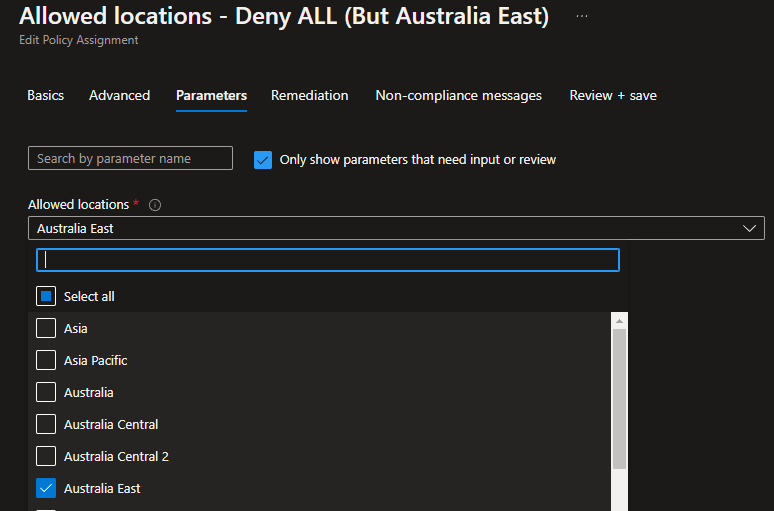 Allowed locations - Deny ALL (But Australia East) ...
Edit Policy Assignment
Basics Advanced Parameters Remediation Non-compliance messages Review + save
Search by parameter name Only show parameters that need input or review
Allowed locations *
Australia East
Select all
Asia
Asia Pacific
Australia
Australia Central
Australia Central 2
Australia East